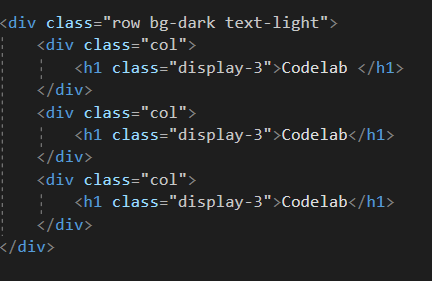 <div class="row bg-dark text-light">
    <div class="col">
        <h1 class="display-3">Codelab </h1>
    </div>
    <div class="col">
        <h1 class="display-3">Codelab</h1>
    </div>
    <div class="col">
        <h1 class="display-3">Codelab</h1>
    </div>
</div>